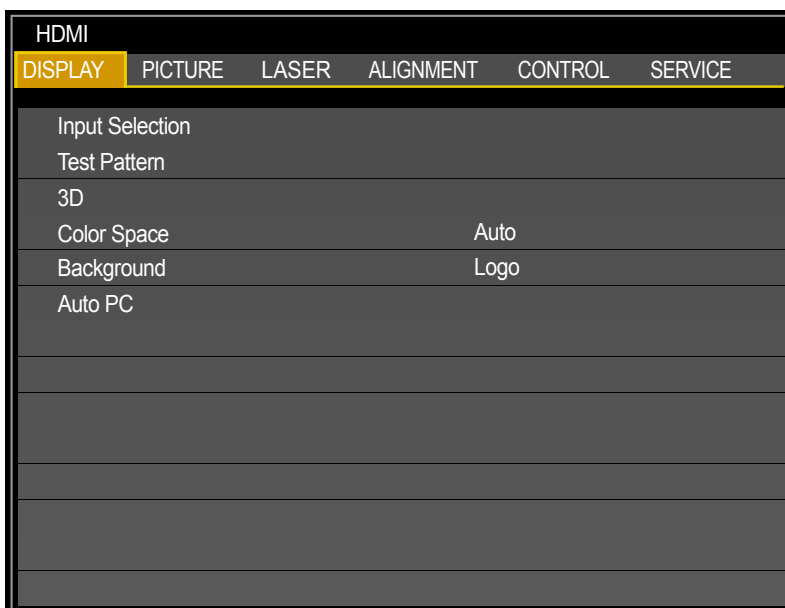 HDMI
DISPLAY PICTURE LASER ALIGNMENT CONTROL SERVICE
Input Selection
Test Pattern
3D
Color Space Auto
Background Logo
Auto PC